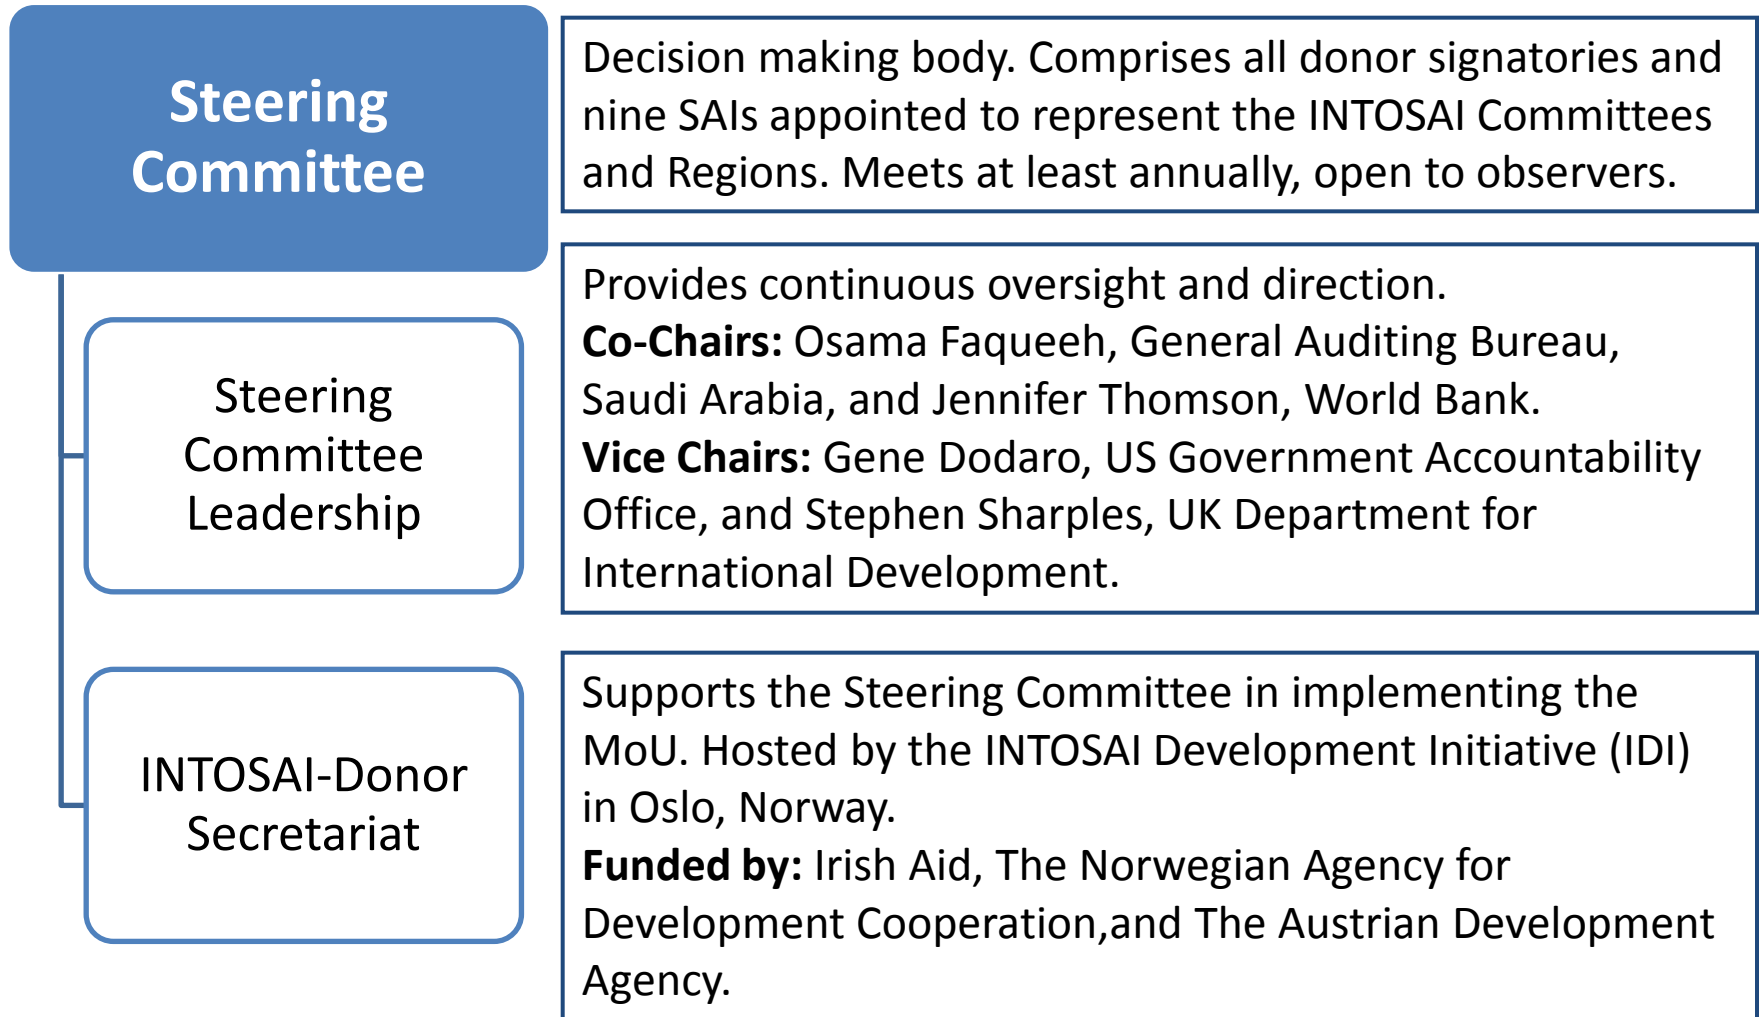 Steering
Committee
Decision making body. Comprises all donor signatories and
nine SAIs appointed to represent the INTOSAI Committees
and Regions. Meets at least annually, open to observers.
Steering
Committee
Leadership
Provides continuous oversight and direction.
Co-Chairs: Osama Faqueeh, General Auditing Bureau,
Saudi Arabia, and Jennifer Thomson, World Bank.
Vice Chairs: Gene Dodaro, US Government Accountability
Office, and Stephen Sharples, UK Department for
International Development.
INTOSAI-Donor
Secretariat
Supports the Steering Committee in implementing the
MoU. Hosted by the INTOSAI Development Initiative (IDI)
in Oslo, Norway.
Funded by: Irish Aid, The Norwegian Agency for
Development Cooperation,and The Austrian Development
Agency.